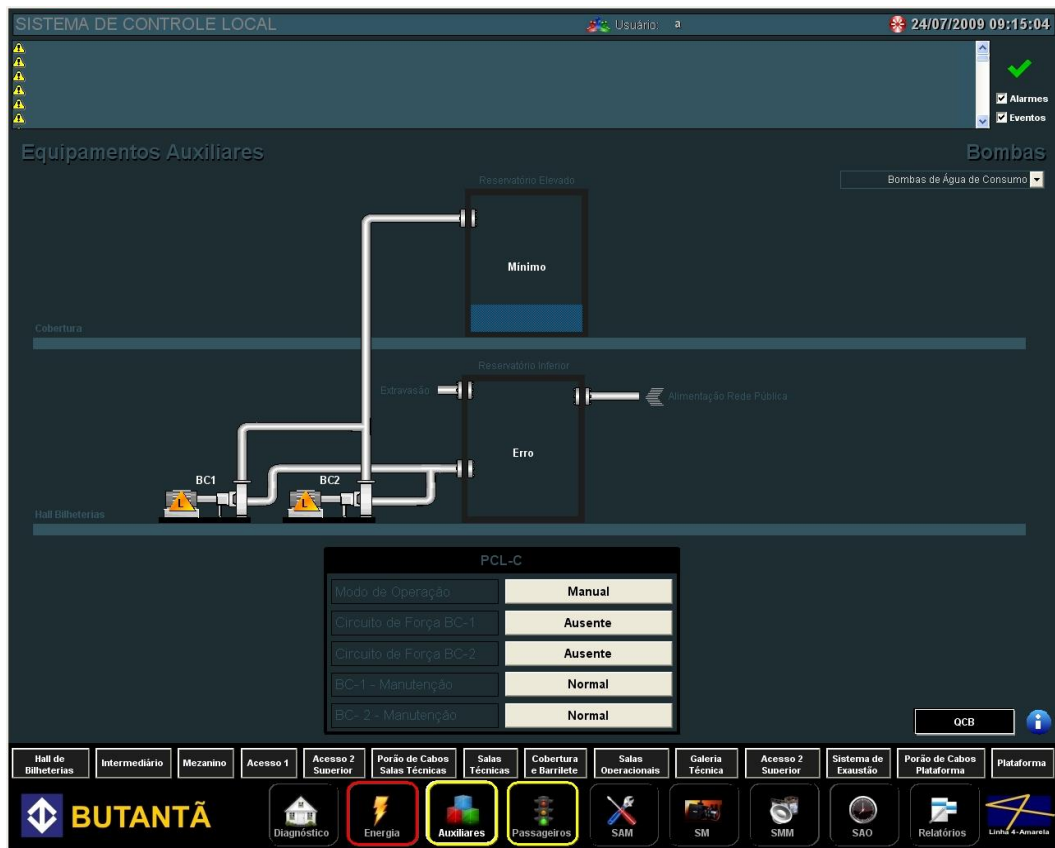 SISTEMA DE CONTROLE LOCAL
Usuário: a
24/07/2009 09:15:04
Alarmes
Eventos
Equipamentos Auxiliares
Bombas
Bombas de Água de Consumo
Reservatório Elevado
Mínimo
Cobertura
Reservatório Inferior
Extravasão
Alimentação Rede Pública
Erro
BC1
BC2
L
L
Hall Bilheterias
PCL-C
Modo de Operação Manual
Circuito de Força BC-1 Ausente
Circuito de Força BC-2 Ausente
BC-1 - Manutenção Normal
BC- 2 - Manutenção Normal
QCB
Hall de
Bilheterias
Intermediário
Mezanino
Acesso 1
Acesso 2
Superior
Porão de Cabos
Salas Técnicas
Salas
Técnicas
Cobertura
e Barrilete
Salas
Operacionais
Galeria
Técnica
Acesso 2
Superior
Sistema de
Exaustão
Porão de Cabos
Plataforma
Plataforma
BUTANTÃ
Diagnóstico
Energia
Auxiliares
Passageiros
SAM
SM
SMM
SAO
Relatórios
Linha 4-Amarela